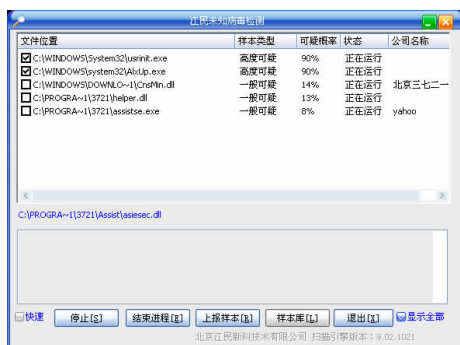 江民未知病毒检测
文件位置 样本类型 可疑概率 状态 公司名称
C:\WINDOWS\System32\usrinit.exe 高度可疑 90% 正在运行
C:\WINDOWS\system32\AlxUp.exe 高度可疑 90% 正在运行
C:\WINDOWS\DOWNLO~1\CnsMin.dll 一般可疑 14% 正在运行 北京三七二一
C:\PROGRA~1\3721\helper.dll 一般可疑 13% 正在运行
C:\PROGRA~1\3721\assistse.exe 一般可疑 8% 正在运行 yahoo
C:\PROGRA~1\3721\Assist\asiesec.dll
快速 停止[S] 结束进程[E] 上报样本[R] 样本库[L] 退出[X] 显示全部
北京江民新科技术有限公司 扫描引擎版本：9.02.1021